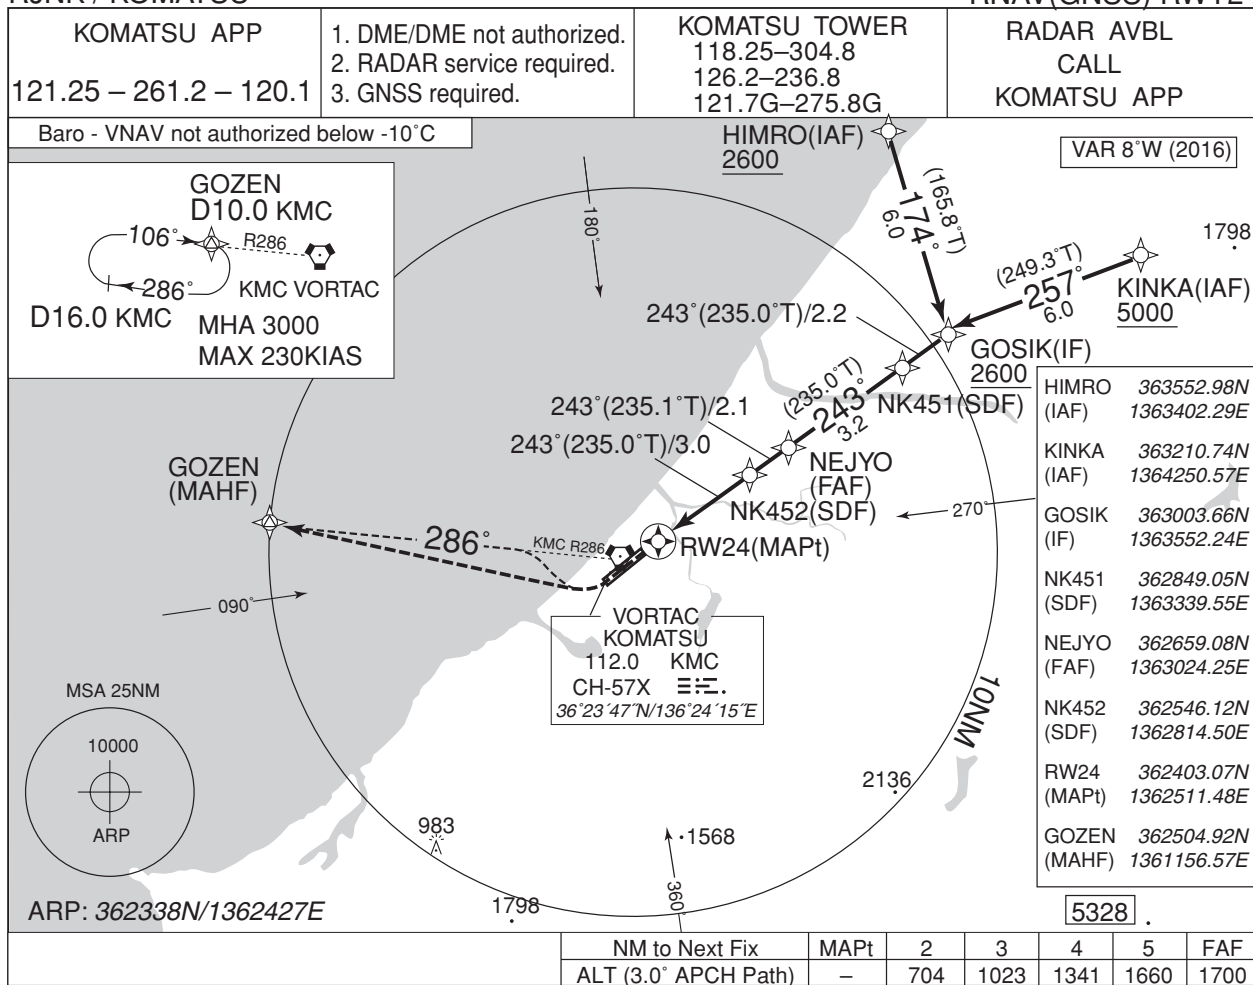 KOMATSU APP
121.25 – 261.2 – 120.1
1. DME/DME not authorized.
2. RADAR service required.
3. GNSS required.
KOMATSU TOWER
118.25–304.8
126.2–236.8
121.7G–275.8G
RADAR AVBL
CALL
KOMATSU APP
Baro - VNAV not authorized below -10˚C
VAR 8˚W (2016)
GOZEN
D10.0 KMC
106˚
R286
286˚
KMC VORTAC
D16.0 KMC
MHA 3000
MAX 230KIAS
180˚
HIMRO(IAF)
2600
(165.8˚T)
174˚
6.0
1798
(249.3˚T)
257˚
6.0
KINKA(IAF)
5000
243˚(235.0˚T)/2.2
GOSIK(IF)
2600
NK451(SDF)
(235.0˚T)
243˚
3.2
243˚(235.1˚T)/2.1
243˚(235.0˚T)/3.0
NEJYO
(FAF)
NK452(SDF)
270˚
GOZEN
(MAHF)
286˚
KMC R286
RW24(MAPt)
090˚
VORTAC
KOMATSU
112.0 KMC
CH-57X
36˚23´47˝N/136˚24´15˝E
10NM
HIMRO 363552.98N
(IAF) 1363402.29E
KINKA 363210.74N
(IAF) 1364250.57E
GOSIK 363003.66N
(IF) 1363552.24E
NK451 362849.05N
(SDF) 1363339.55E
NEJYO 362659.08N
(FAF) 1363024.25E
NK452 362546.12N
(SDF) 1362814.50E
RW24 362403.07N
(MAPt) 1362511.48E
GOZEN 362504.92N
(MAHF) 1361156.57E
MSA 25NM
10000
ARP
2136
983
1568
360˚
1798
5328
ARP: 362338N/1362427E
NM to Next Fix MAPt 2 3 4 5 FAF
ALT (3.0˚ APCH Path) – 704 1023 1341 1660 1700